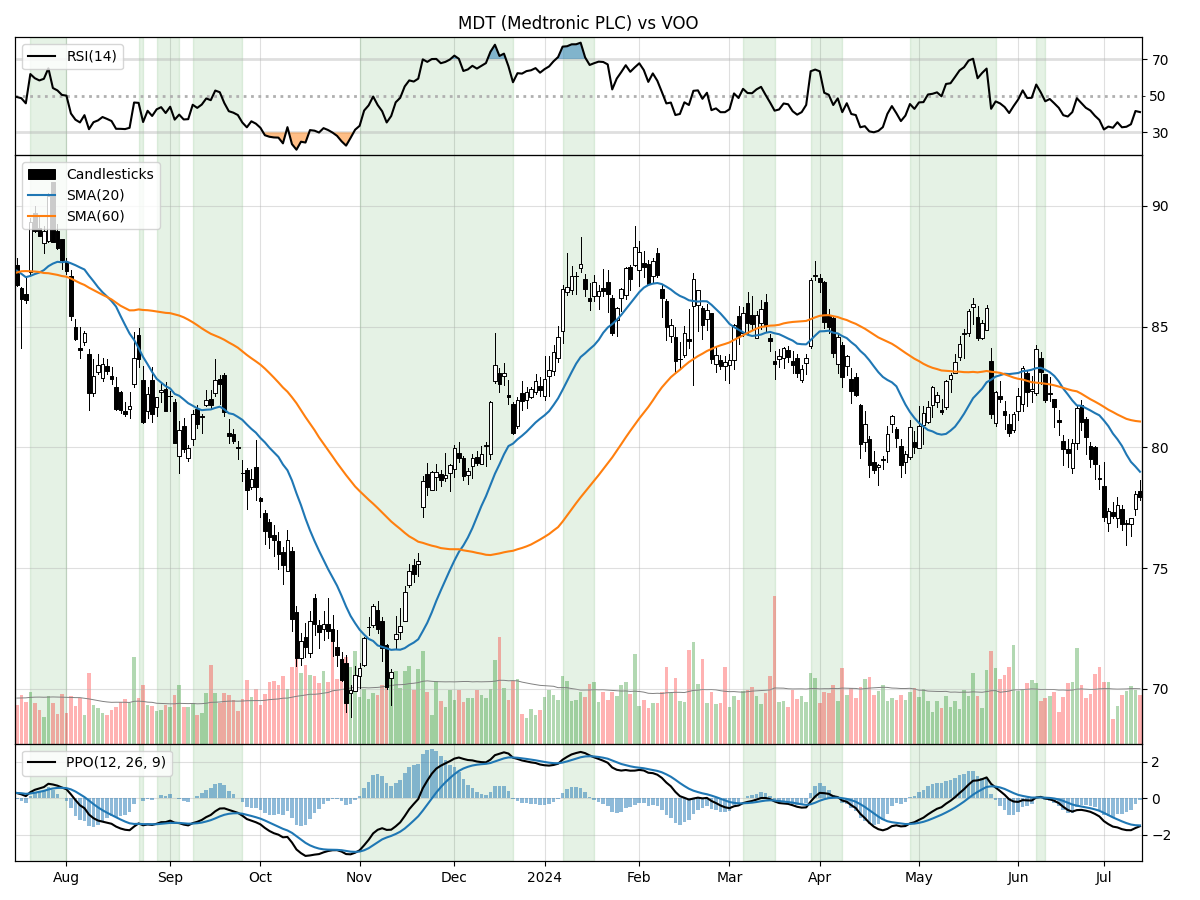 MDT (Medtronic PLC) vs VOO
RSI(14)
70
50
30
Candlesticks
SMA(20)
SMA(60)
90
85
80
75
70
PPO(12, 26, 9)
2
0
−2
Aug Sep Oct Nov Dec 2024 Feb Mar Apr May Jun Jul